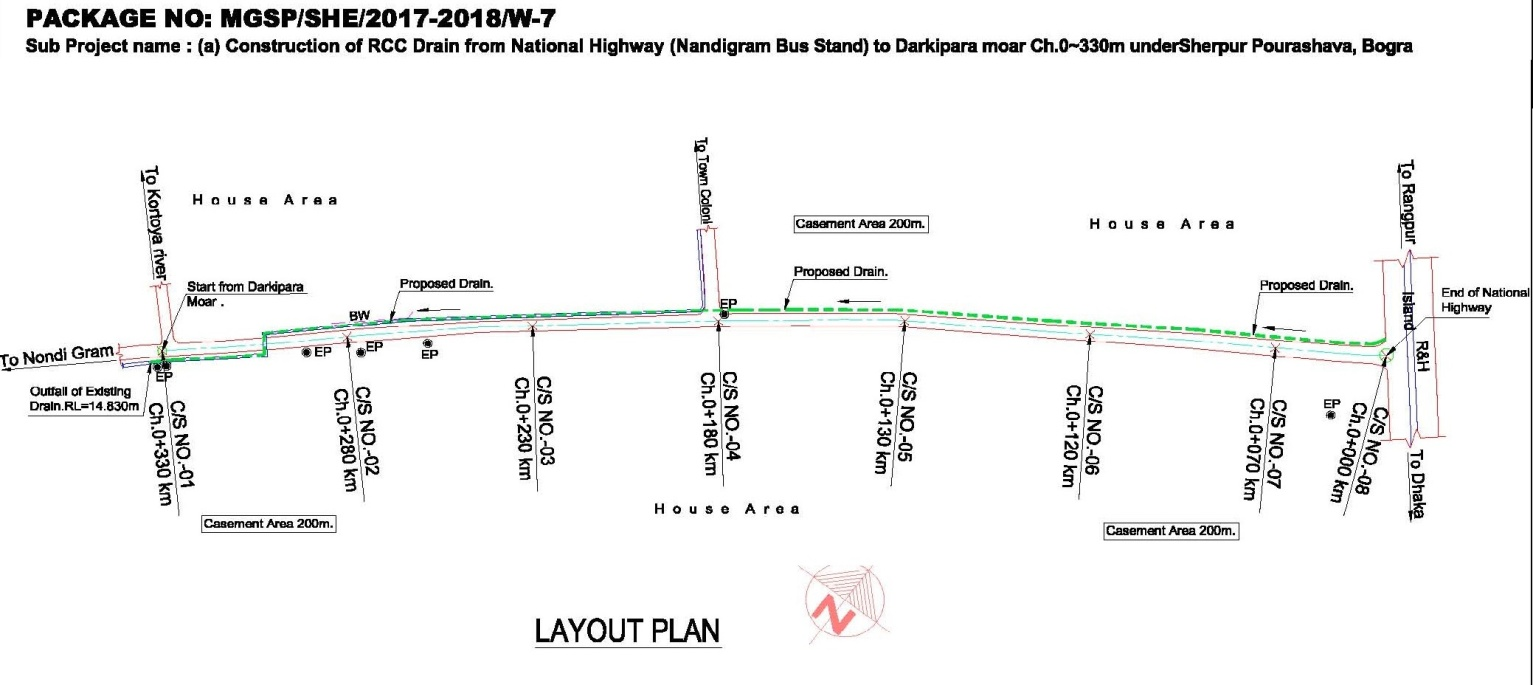 PACKAGE NO: MGSP/SHE/2017-2018/W-7
Sub Project name : (a) Construction of RCC Drain from National Highway (Nandigram Bus Stand) to Darkipara moar Ch.0~330m underSherpur Pourashava, Bogra
To Kortoya river
House Area
To Town Coloni
Casement Area 200m.
House Area
To Rangpur
Start from Darkipara
Moar .
Proposed Drain.
Proposed Drain.
Proposed Drain.
Island
R&H
End of National
Highway
BW
EP
To Nondi Gram
EP
EP
EP
EP
EP
Outfall of Existing
Drain.RL=14.830m
C/S NO.-01
Ch.0+330 km
C/S NO.-02
Ch.0+280 km
C/S NO.-03
Ch.0+230 km
C/S NO.-04
Ch.0+180 km
C/S NO.-05
Ch.0+130 km
C/S NO.-06
Ch.0+120 km
C/S NO.-07
Ch.0+070 km
C/S NO.-08
Ch.0+000 km
To Dhaka
House Area
Casement Area 200m.
Casement Area 200m.
N
LAYOUT PLAN